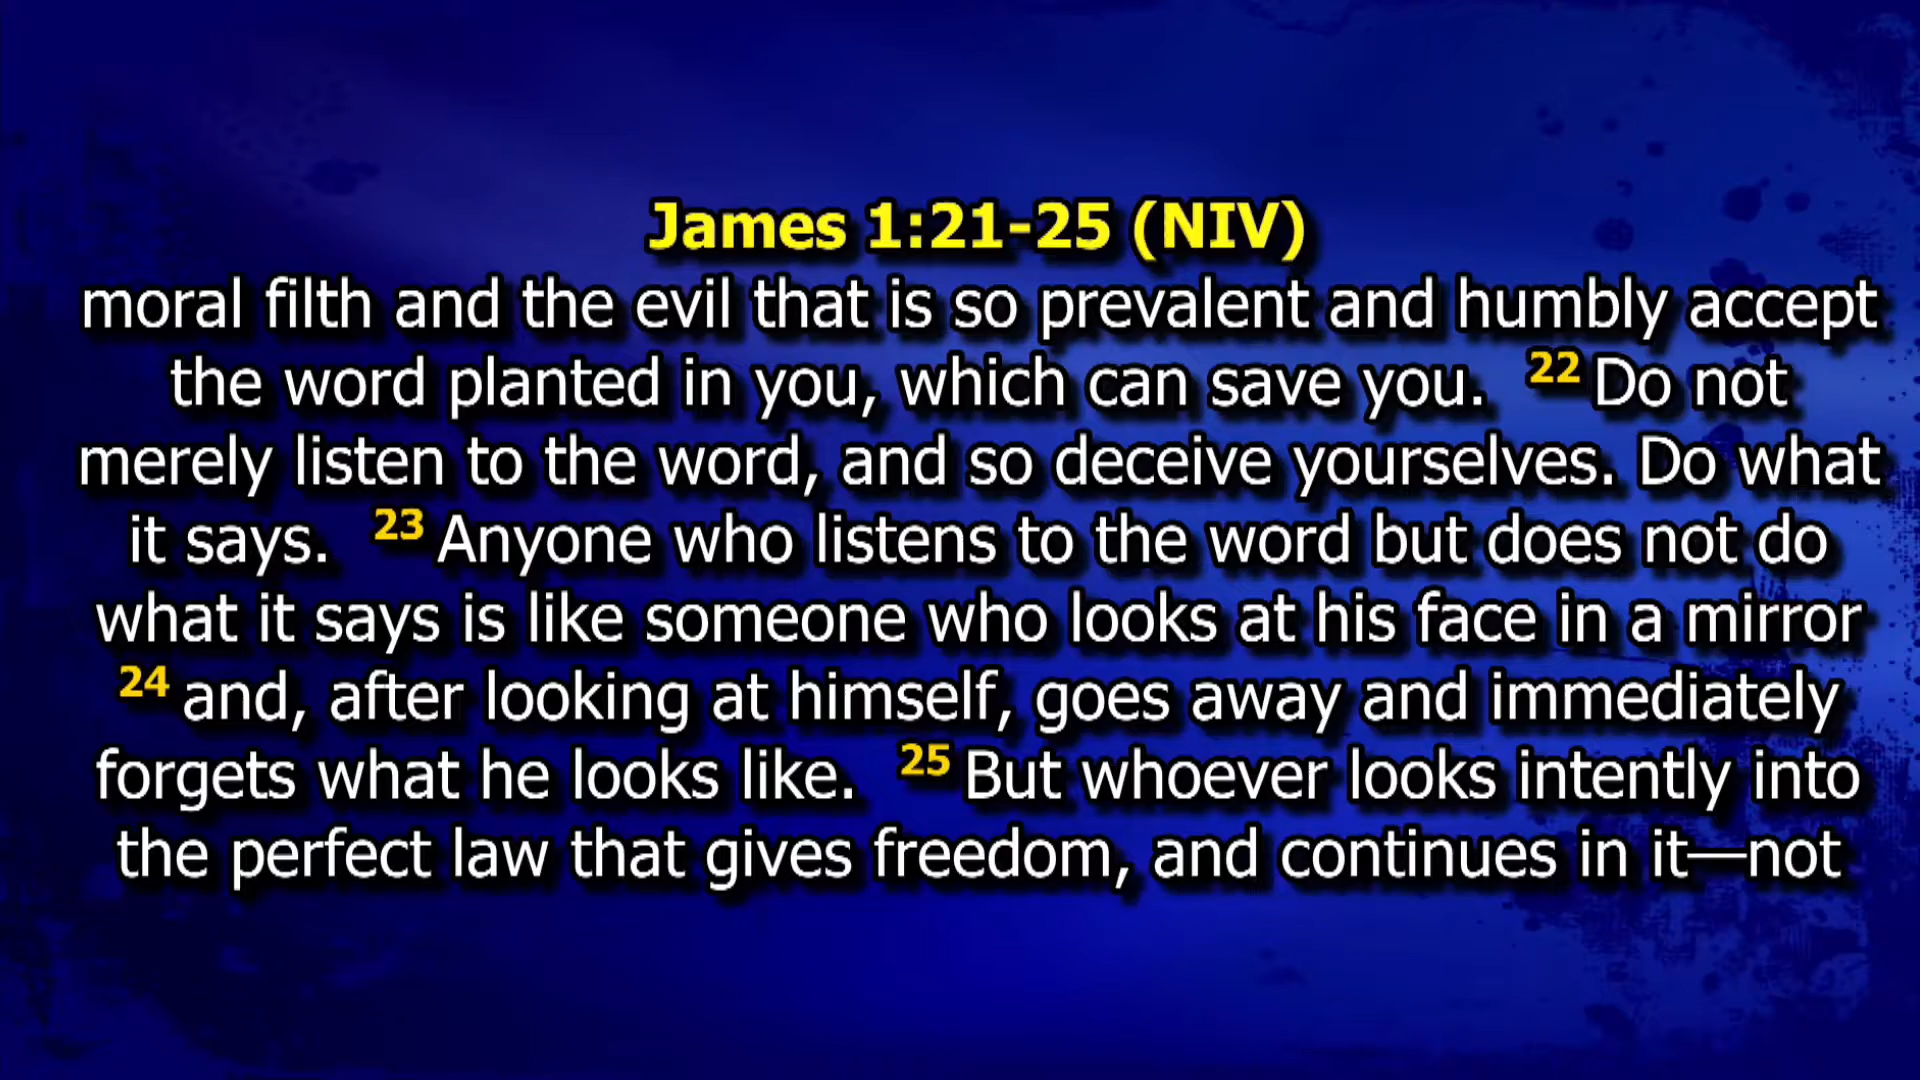 James 1:21-25 (NIV)
moral filth and the evil that is so prevalent and humbly accept
the word planted in you, which can save you. 22 Do not
merely listen to the word, and so deceive yourselves. Do what
it says. 23 Anyone who listens to the word but does not do
what it says is like someone who looks at his face in a mirror
24 and, after looking at himself, goes away and immediately
forgets what he looks like. 25 But whoever looks intently into
the perfect law that gives freedom, and continues in it—not